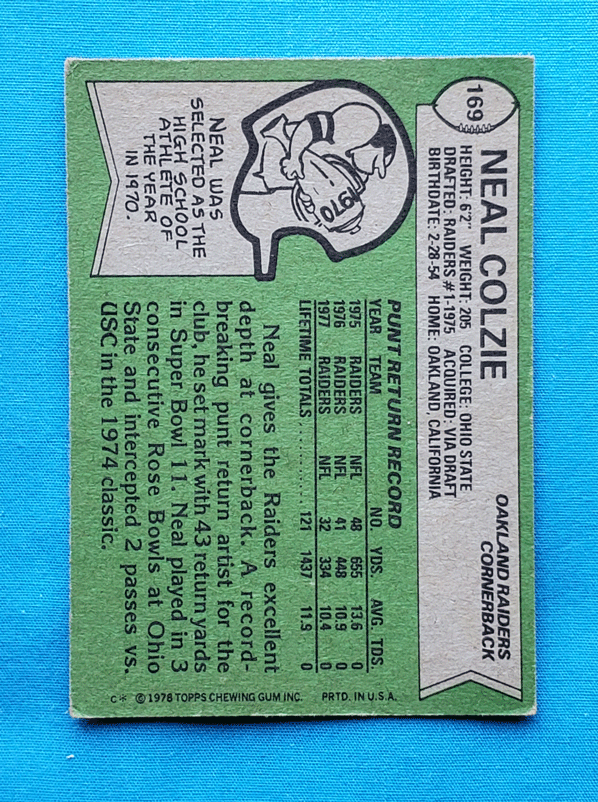 169
NEAL COLZIE
OAKLAND RAIDERS
CORNERBACK
HEIGHT: 6'2" WEIGHT: 205 COLLEGE: OHIO STATE
DRAFTED: RAIDERS #1-1975 ACQUIRED: VIA DRAFT
BIRTHDATE: 2-28-54 HOME: OAKLAND, CALIFORNIA
1970
NEAL WAS
SELECTED AS THE
HIGH SCHOOL
ATHLETE OF
THE YEAR
IN 1970.
PUNT RETURN RECORD
YEAR TEAM NO. YDS. AVG. TDS.
1975 RAIDERS NFL 48 655 13.6 0
1976 RAIDERS NFL 41 448 10.9 0
1977 RAIDERS NFL 32 334 10.4 0
LIFETIME TOTALS.......... 121 1437 11.9 0
Neal gives the Raiders excellent
depth at cornerback. A record-
breaking punt return artist for the
club, he set mark with 43 return yards
in Super Bowl 11. Neal played in 3
consecutive Rose Bowls at Ohio
State and intercepted 2 passes vs.
USC in the 1974 classic.
C* © 1978 TOPPS CHEWING GUM INC. PRTD. IN U.S.A.